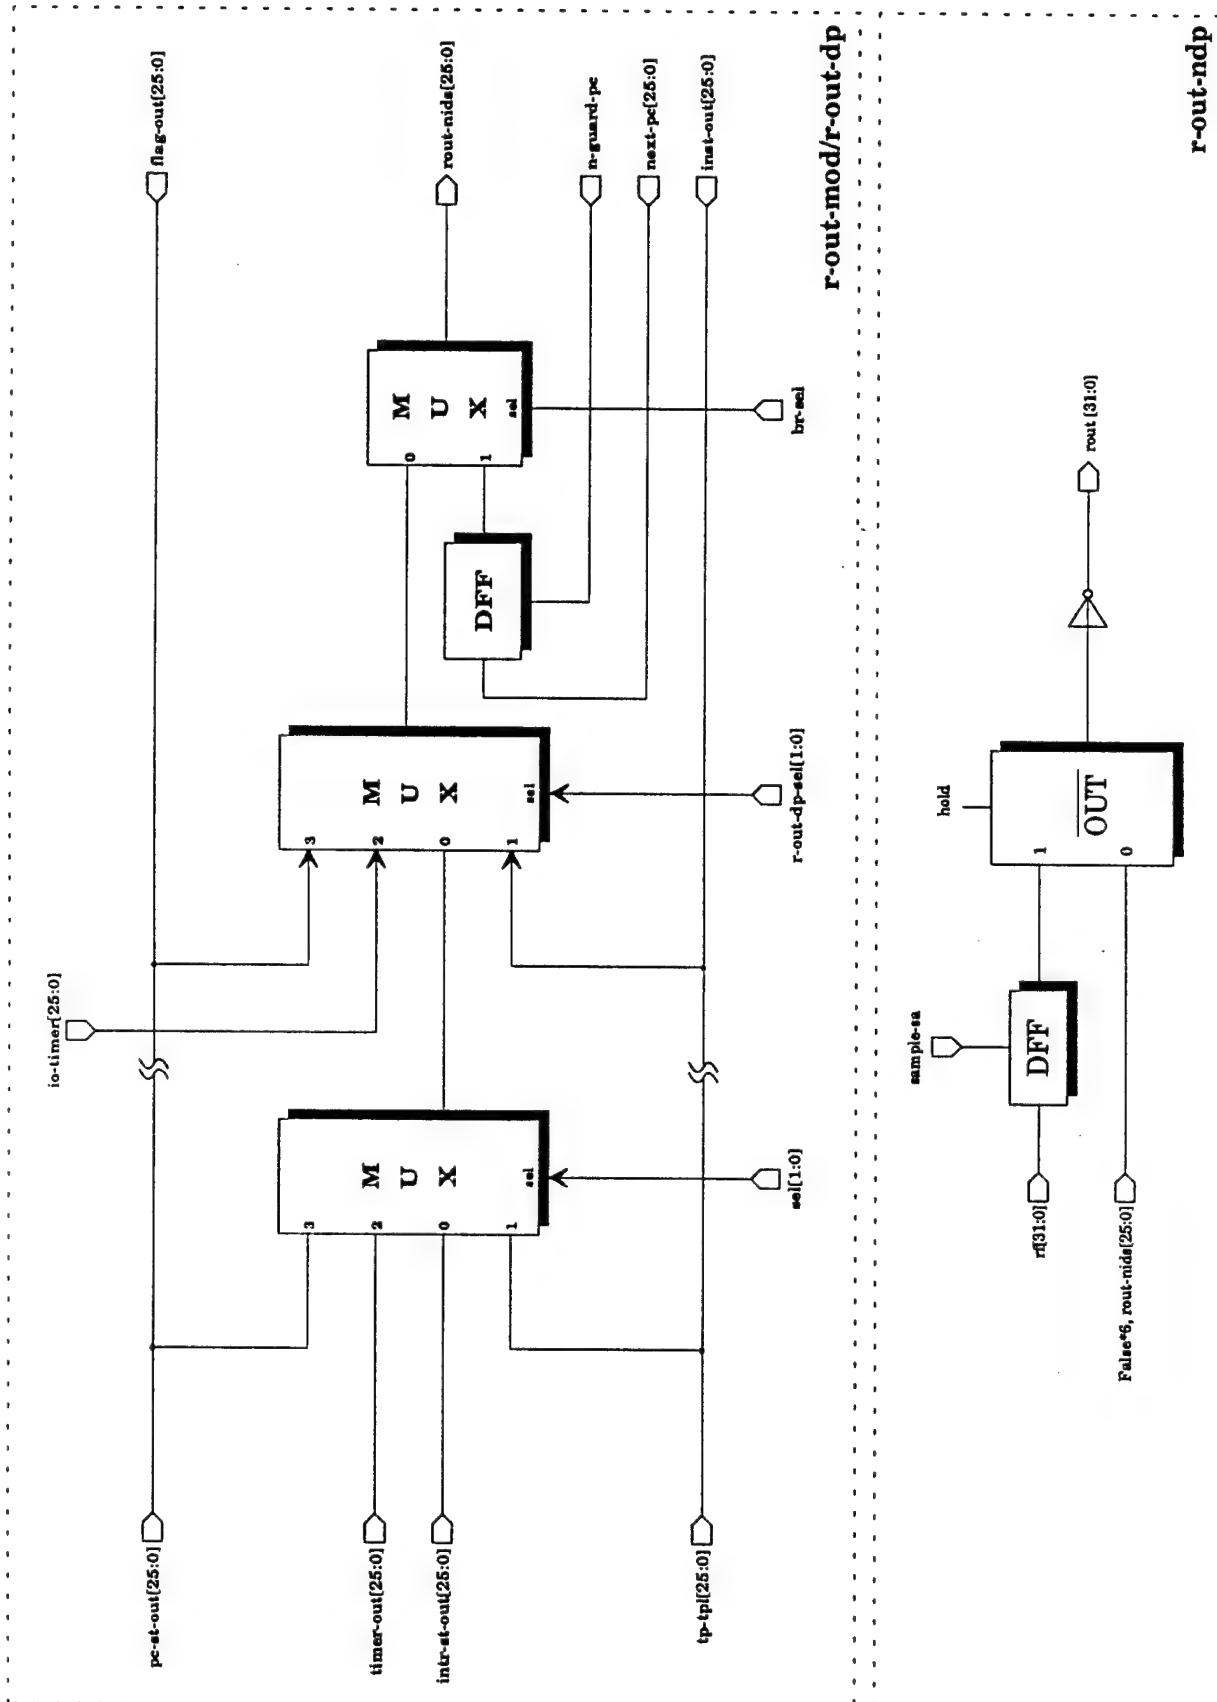 pc-st-out[25:0]
timer-out[25:0]
intr-st-out[25:0]
tp-tpi[25:0]
3
2
0
1
MUX
sel
sel[1:0]
io-timer[25:0]
3
2
0
1
MUX
sel
r-out-dp-sel[1:0]
DFF
0
1
MUX
sel
br-sel
flag-out[25:0]
rout-nids[25:0]
n-guard-pc
next-pc[25:0]
inst-out[25:0]
r-out-mod/r-out-dp
sample-sa
rf[31:0]
False*6, rout-nids[25:0]
DFF
hold
1
0
OUT
rout [31:0]
r-out-ndp